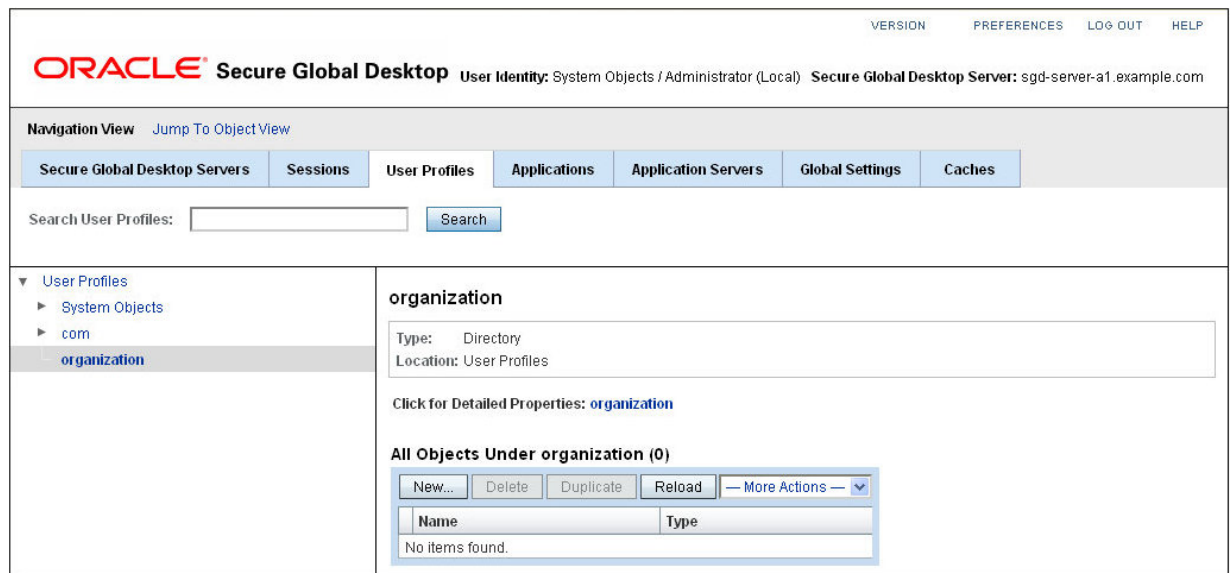 VERSION PREFERENCES LOG OUT HELP
ORACLE® Secure Global Desktop User Identity: System Objects / Administrator (Local) Secure Global Desktop Server: sgd-server-a1.example.com
Navigation View Jump To Object View
Secure Global Desktop Servers Sessions User Profiles Applications Application Servers Global Settings Caches
Search User Profiles: Search
User Profiles
System Objects
com
organization
organization
Type: Directory
Location: User Profiles
Click for Detailed Properties: organization
All Objects Under organization (0)
New... Delete Duplicate Reload — More Actions —
Name Type
No items found.